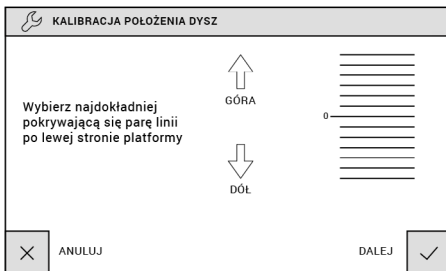 KALIBRACJA POŁOŻENIA DYSZ
Wybierz najdokładniej
pokrywającą się parę linii
po lewej stronie platformy
GÓRA
DÓŁ
0
ANULUJ
DALEJ